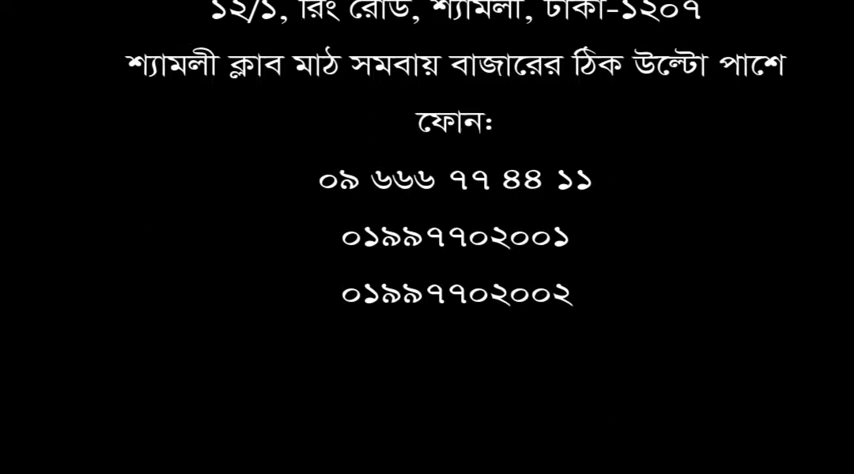 ১২/১, রিং রোড, শ্যামলী, ঢাকা-১২০৭
শ্যামলী ক্লাব মাঠ সমবায় বাজারের ঠিক উল্টো পাশে
ফোন:
০৯ ৬৬৬ ৭৭ ৪৪ ১১
০১৯৯৭৭০২০০১
০১৯৯৭৭০২০০২